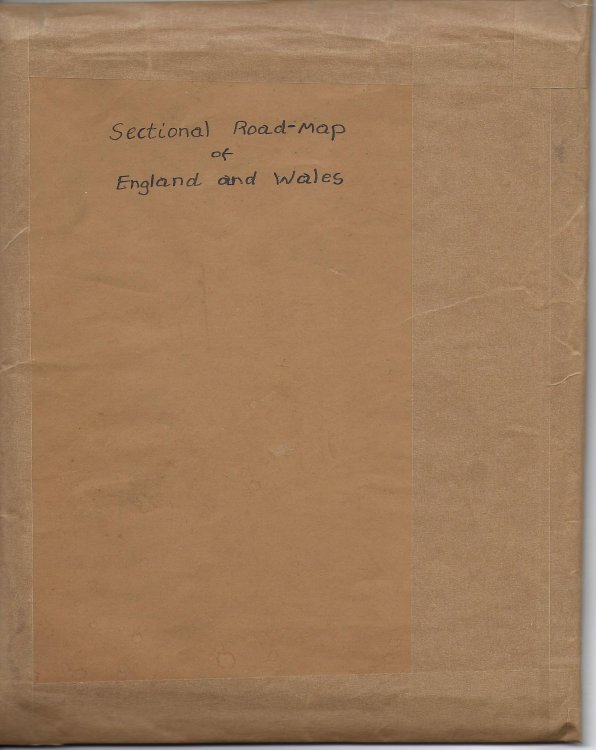 Sectional Road-Map
of
England and Wales